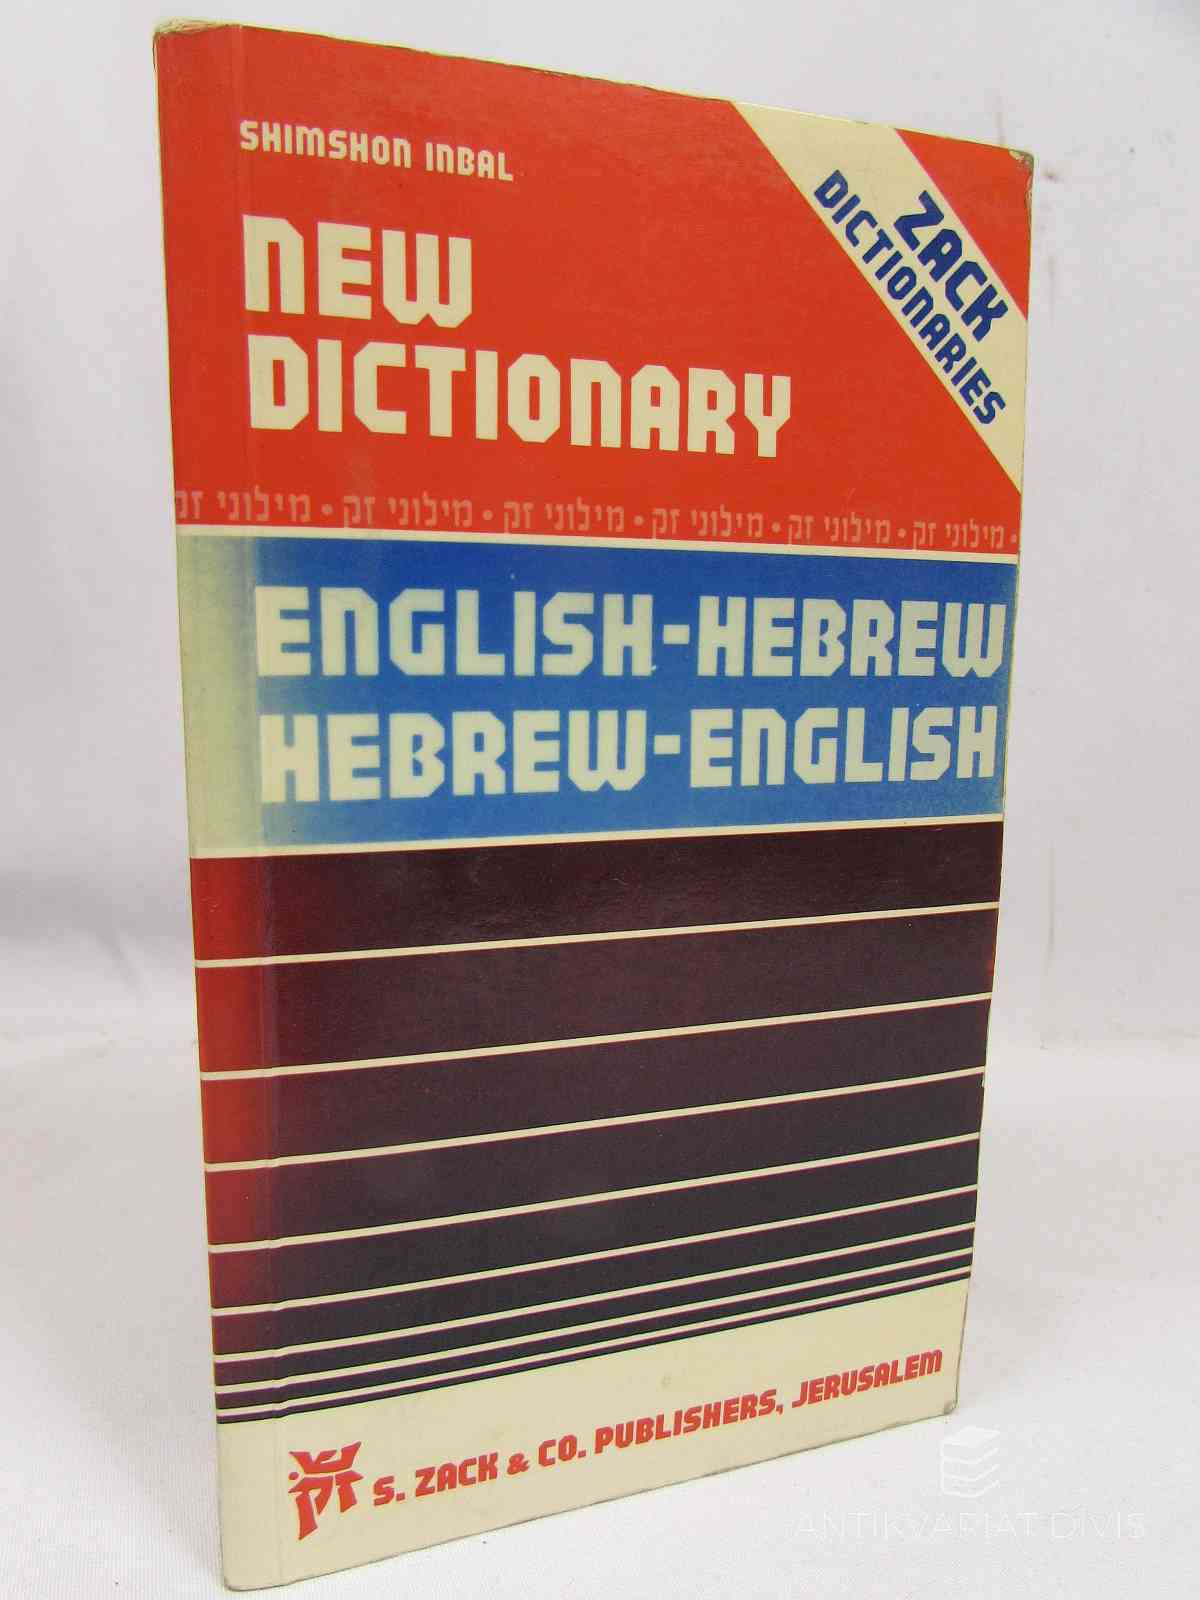 SHIMSHON INBAL
ZACK
DICTIONARIES
NEW
DICTIONARY
מילוני זק • מילוני זק • מילוני זק • מילוני זק • מילוני זק • מילוני זק •
ENGLISH-HEBREW
HEBREW-ENGLISH
S. ZACK & CO. PUBLISHERS, JERUSALEM
ANTIKVARIAT DIVIS